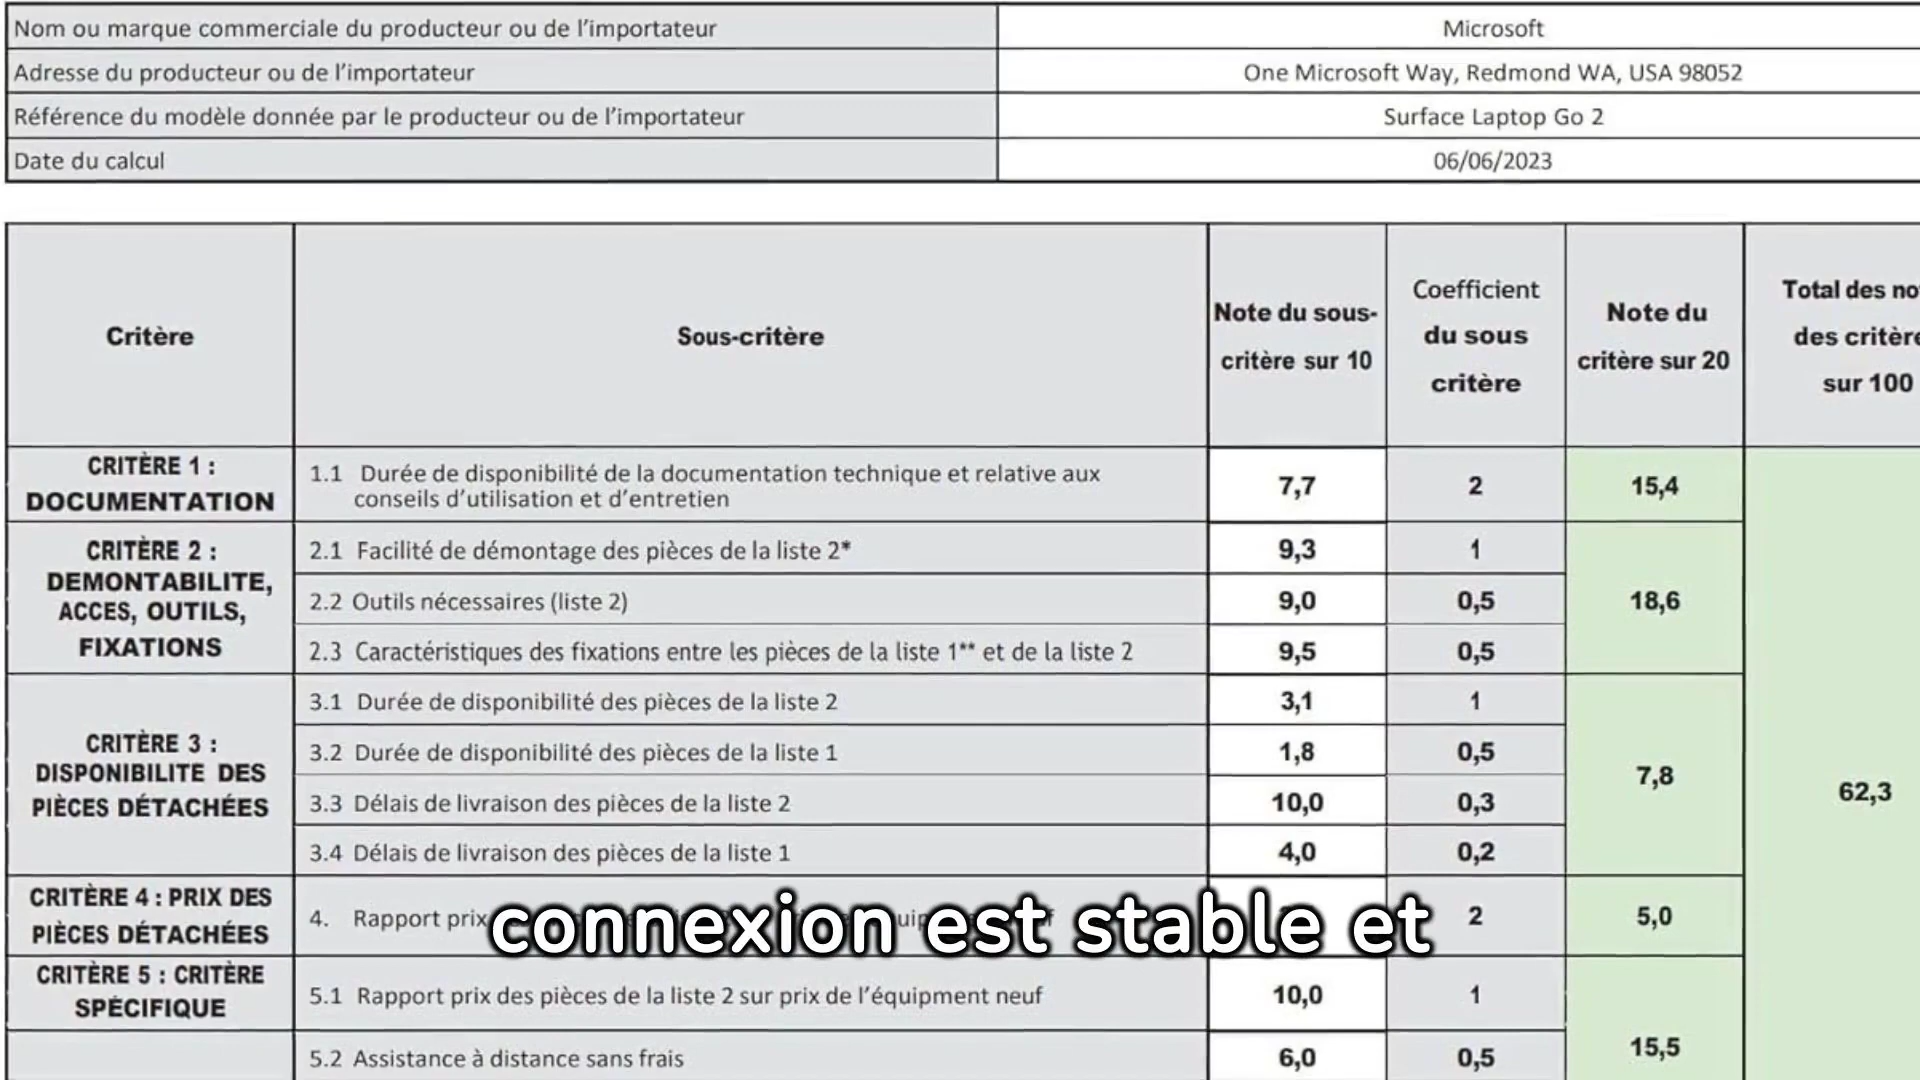 Nom ou marque commerciale du producteur ou de l’importateur Microsoft
Adresse du producteur ou de l’importateur One Microsoft Way, Redmond WA, USA 98052
Référence du modèle donnée par le producteur ou de l’importateur Surface Laptop Go 2
Date du calcul 06/06/2023
Critère
Sous-critère
Note du sous-
critère sur 10
Coefficient
du sous
critère
Note du
critère sur 20
Total des
des
sur 100
CRITÈRE 1 :
DOCUMENTATION
1.1 Durée de disponibilité de la documentation technique et relative aux
conseils d’utilisation et d’entretien
7,7 2 15,4
CRITÈRE 2 :
DEMONTABILITE,
ACCES, OUTILS,
FIXATIONS
2.1 Facilité de démontage des pièces de la liste 2* 9,3 1
2.2 Outils nécessaires (liste 2) 9,0 0,5
2.3 Caractéristiques des fixations entre les pièces de la liste 1** et de la liste 2 9,5 0,5
18,6
CRITÈRE 3 :
DISPONIBILITE DES
PIÈCES DÉTACHÉES
3.1 Durée de disponibilité des pièces de la liste 2 3,1 1
3.2 Durée de disponibilité des pièces de la liste 1 1,8 0,5
3.3 Délais de livraison des pièces de la liste 2 10,0 0,3
3.4 Délais de livraison des pièces de la liste 1 4,0 0,2
7,8
62,3
CRITÈRE 4 : PRIX DES
PIÈCES DÉTACHÉES
4. Rapport prix 2 5,0
connexion est stable et
CRITÈRE 5 : CRITÈRE
SPÉCIFIQUE
5.1 Rapport prix des pièces de la liste 2 sur prix de l’équipment neuf 10,0 1
5.2 Assistance à distance sans frais 6,0 0,5
15,5